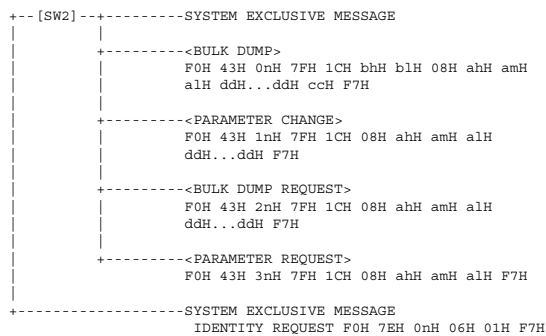 +--[SW2]--+---------SYSTEM EXCLUSIVE MESSAGE
| |
| +---------<BULK DUMP>
| | F0H 43H 0nH 7FH 1CH bhH blH 08H ahH amH
| | alH ddH...ddH ccH F7H
| |
| +---------<PARAMETER CHANGE>
| | F0H 43H 1nH 7FH 1CH 08H ahH amH alH
| | ddH...ddH F7H
| |
| +---------<BULK DUMP REQUEST>
| | F0H 43H 2nH 7FH 1CH 08H ahH amH alH
| | ddH...ddH F7H
| |
| +---------<PARAMETER REQUEST>
| F0H 43H 3nH 7FH 1CH 08H ahH amH alH F7H
|
+-------------------SYSTEM EXCLUSIVE MESSAGE
IDENTITY REQUEST F0H 7EH 0nH 06H 01H F7H